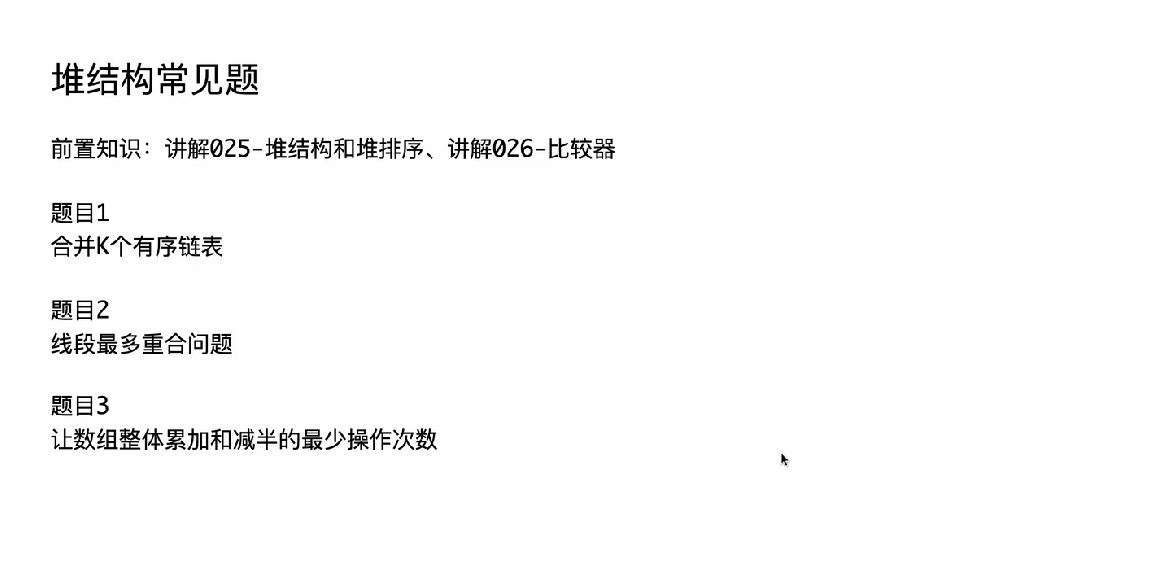 堆结构常见题
前置知识：讲解025-堆结构和堆排序、讲解026-比较器
题目1
合并K个有序链表
题目2
线段最多重合问题
题目3
让数组整体累加和减半的最少操作次数